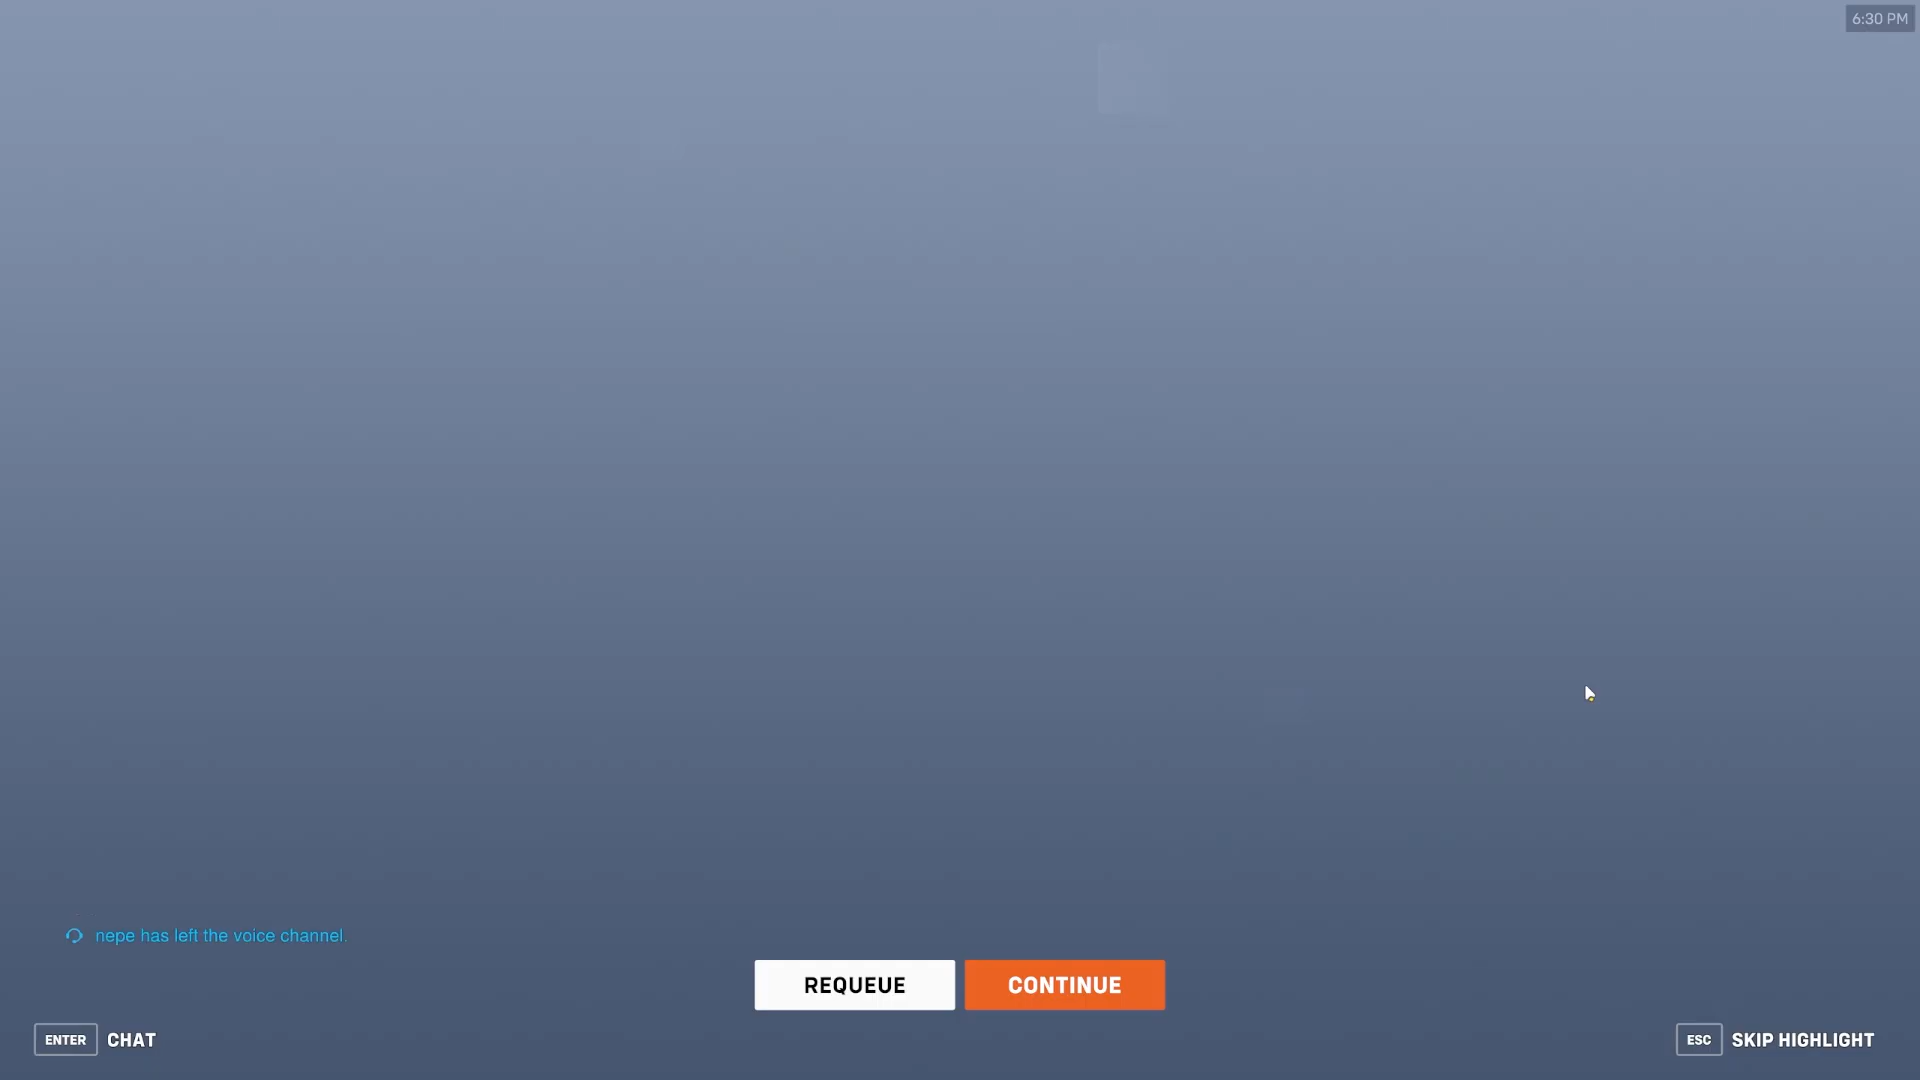 6:30 PM
nepe has left the voice channel.
REQUEUE
CONTINUE
ENTER CHAT
ESC SKIP HIGHLIGHT